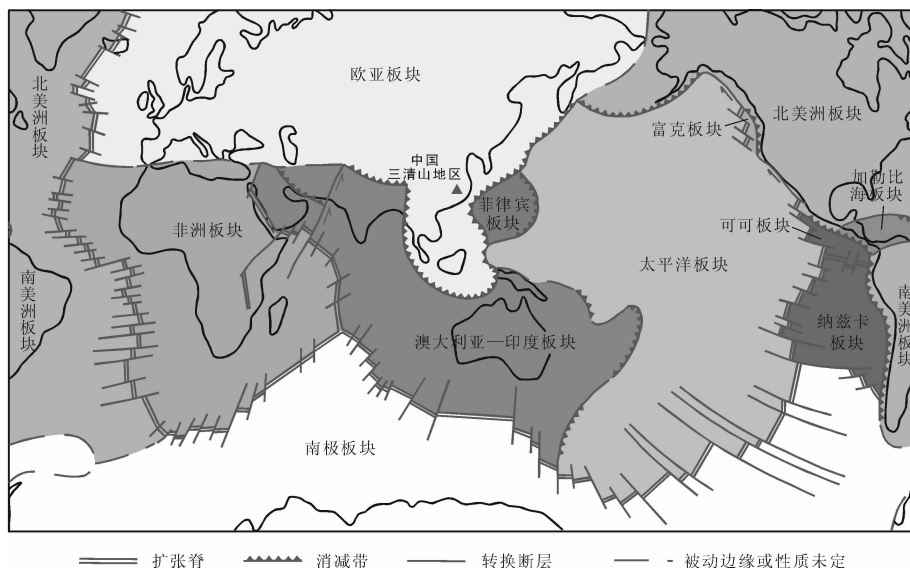 北美洲板块
欧亚板块
北美洲板块
富克板块
中国
三清山地区
加勒比
海板块
菲律宾
板块
非洲板块
可可板块
太平洋板块
南美洲板块
澳大利亚—印度板块
纳兹卡
板块
南美洲板块
南极板块
扩张脊
消减带
转换断层
被动边缘或性质未定